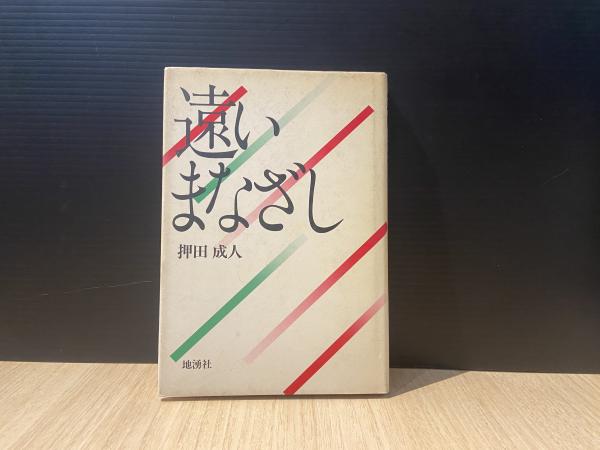 遠い
まなざし
押田 成人
地湧社